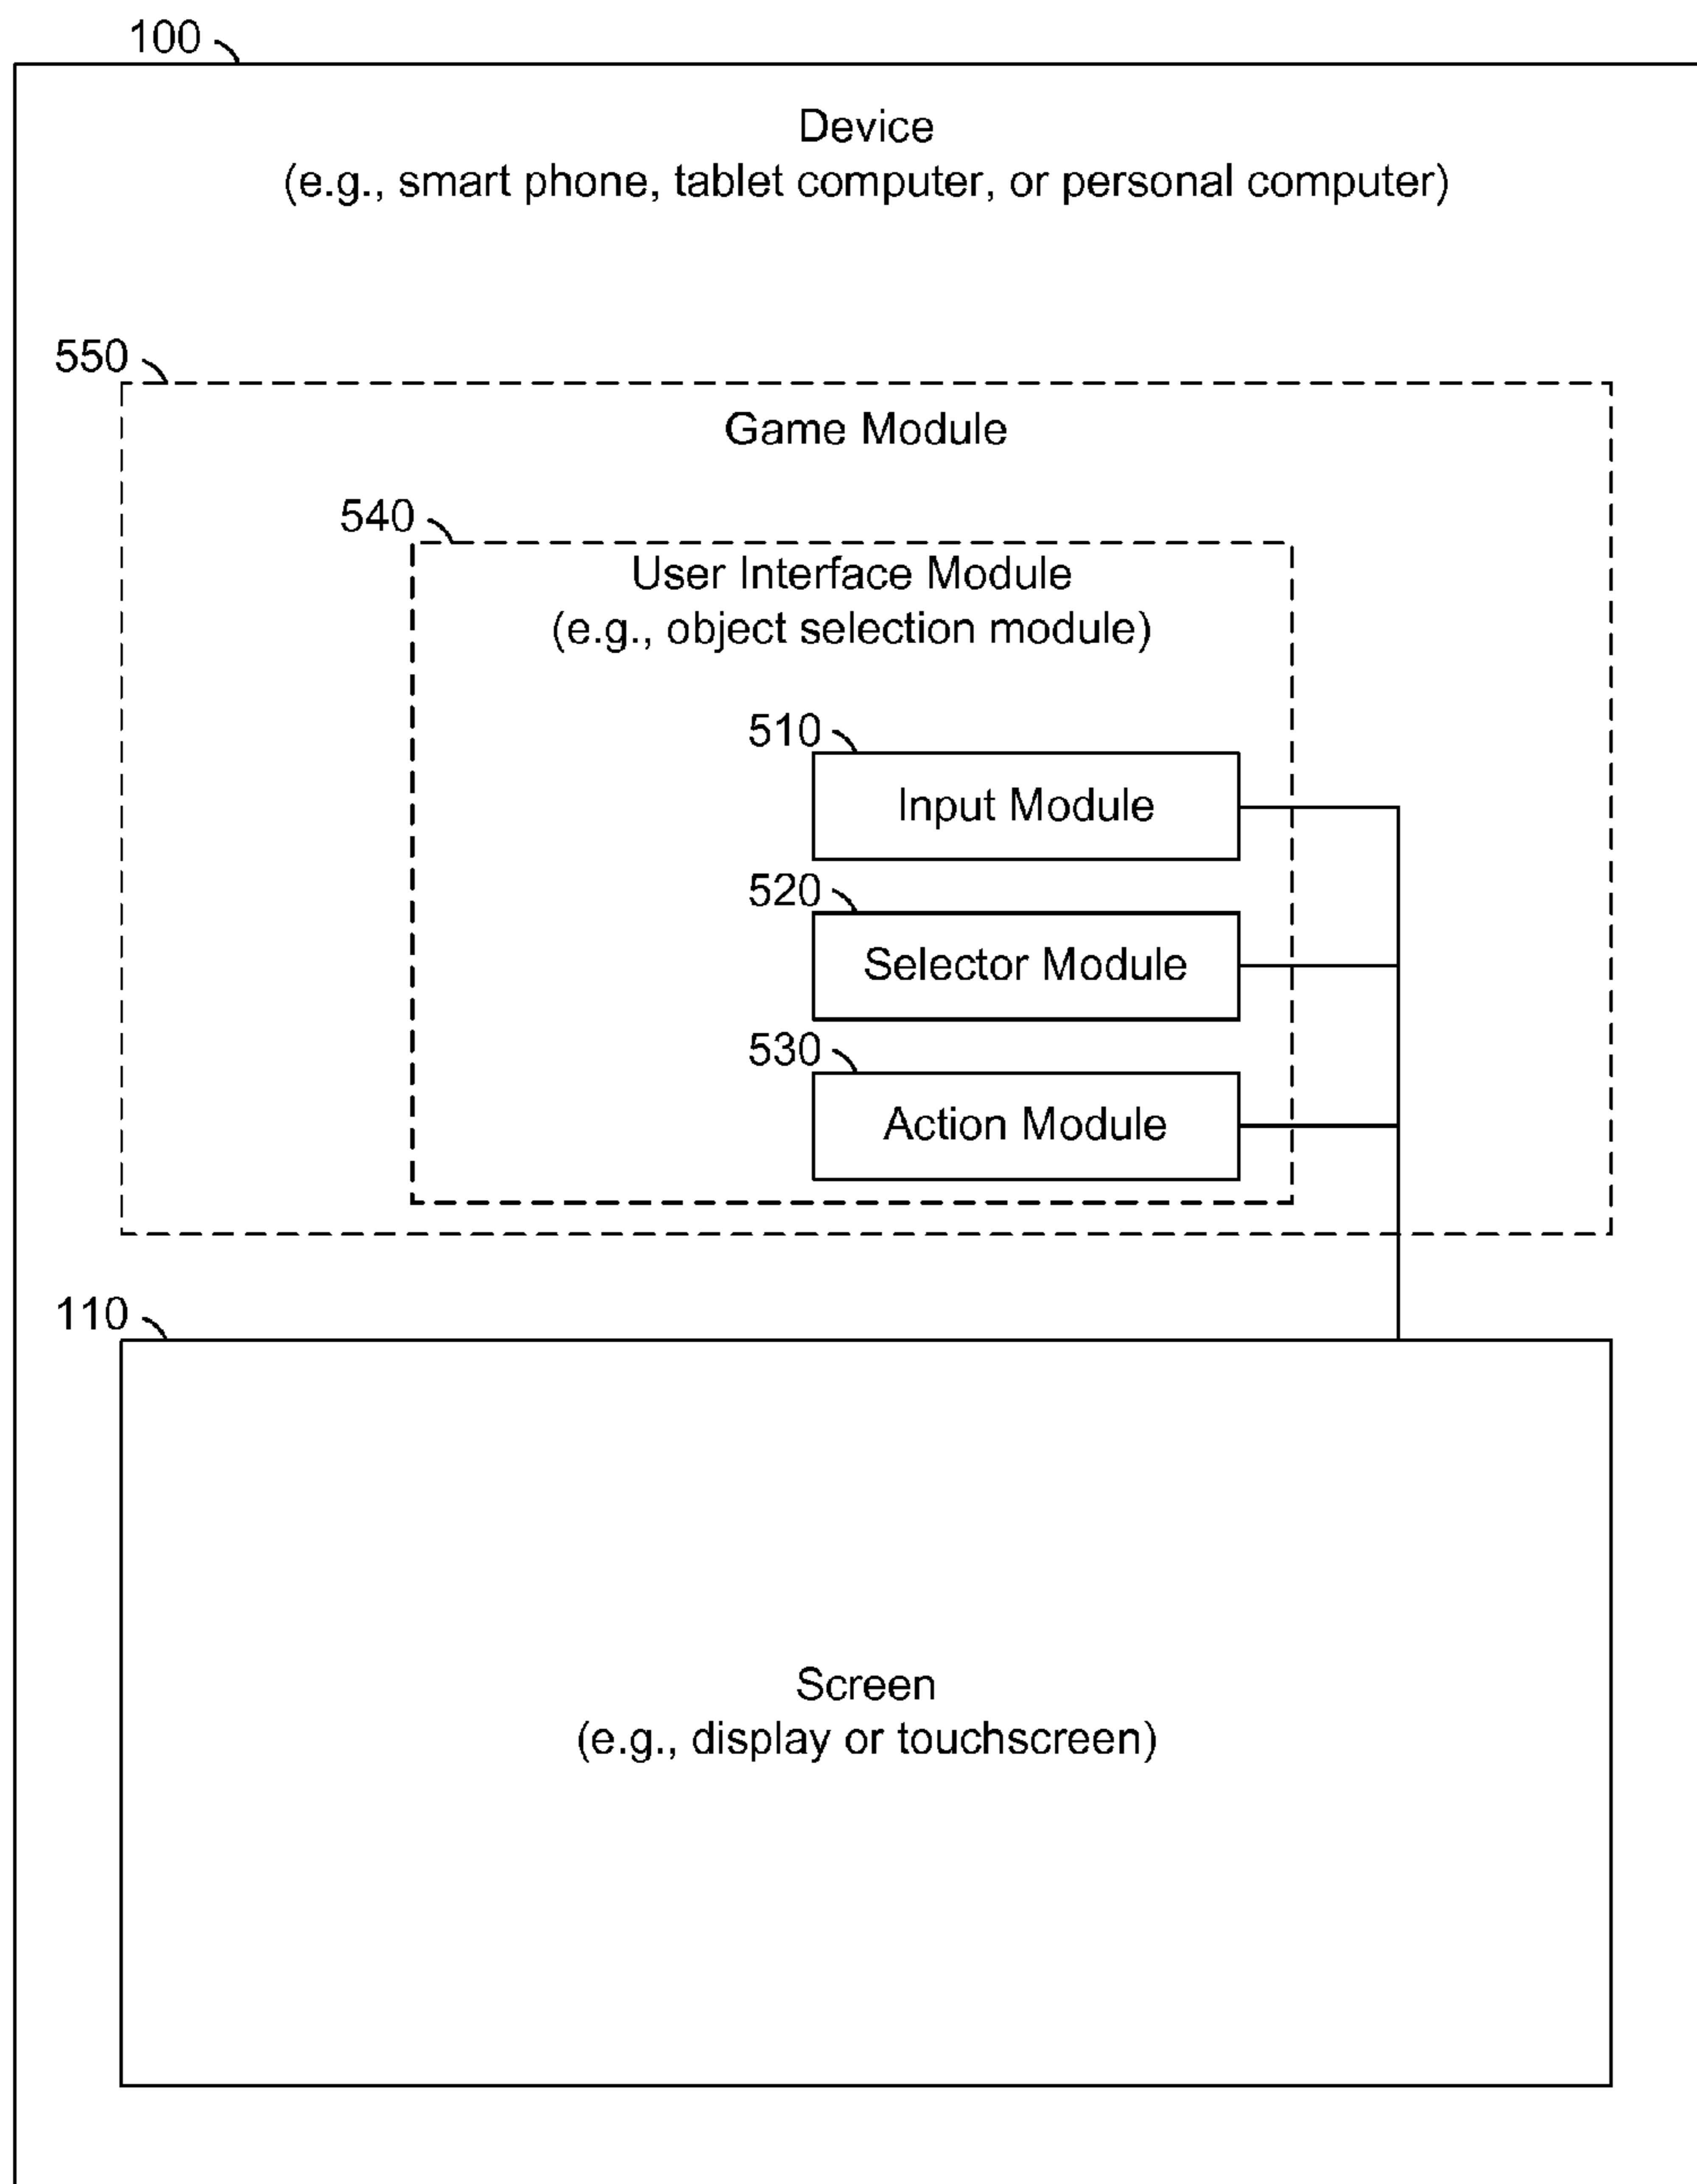 100
Device
(e.g., smart phone, tablet computer, or personal computer)
550
Game Module
540
User Interface Module
(e.g., object selection module)
510
Input Module
520
Selector Module
530
Action Module
110
Screen
(e.g., display or touchscreen)